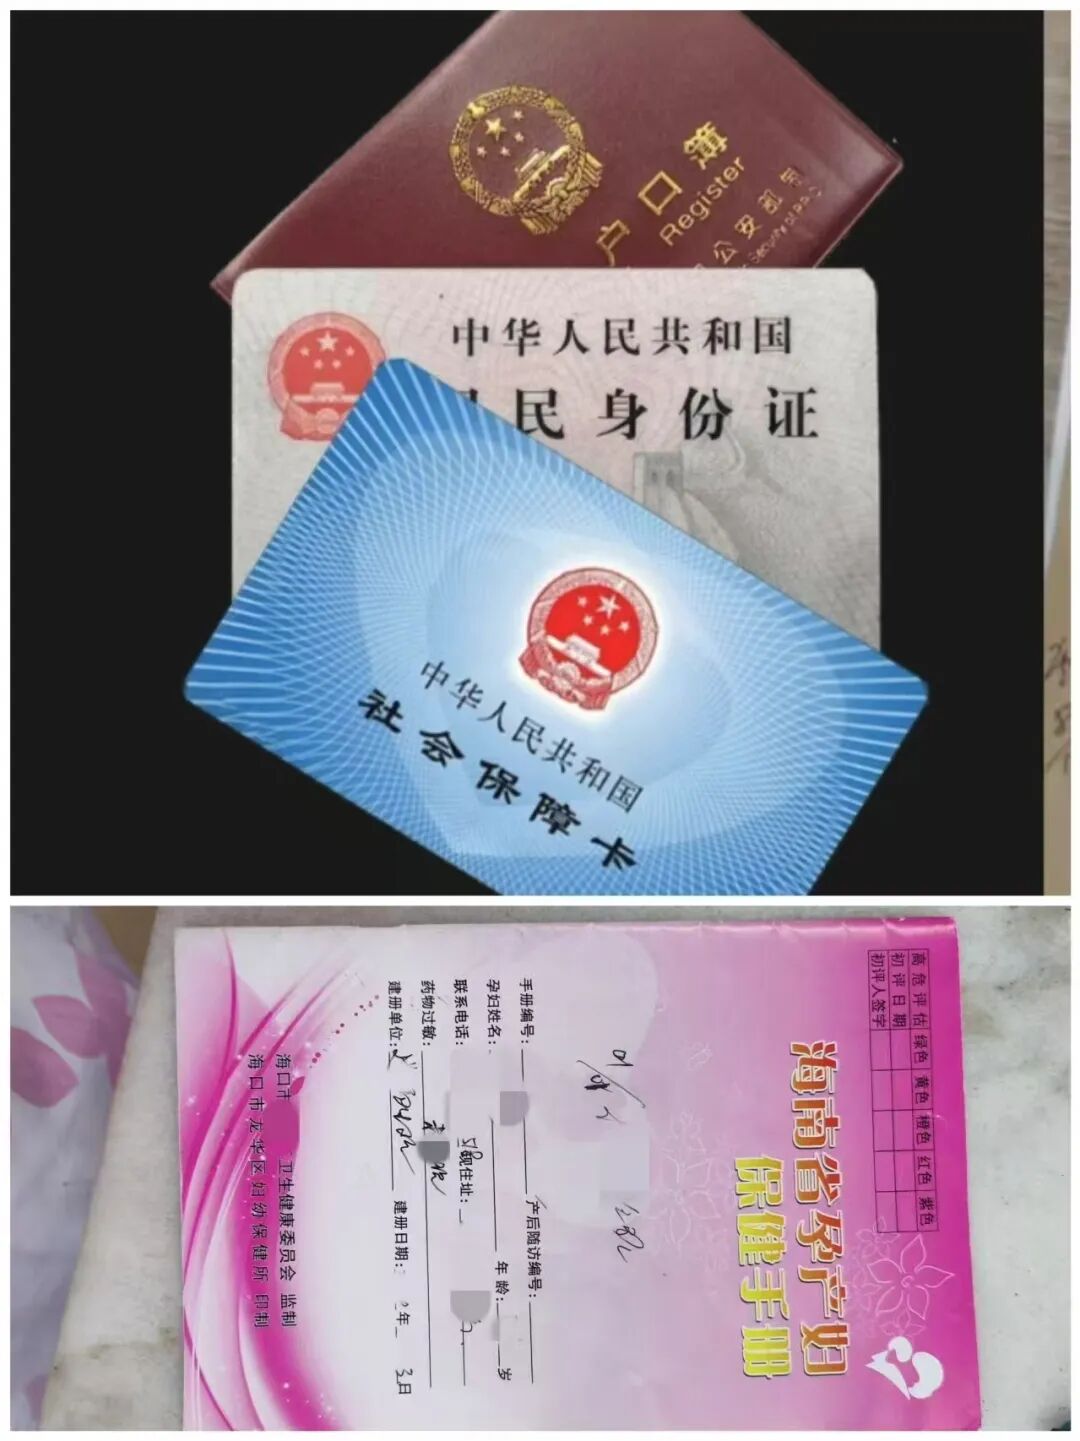 户口簿
Register
公安部制
Security of P.R.C
中华人民共和国
民身份证
中华人民共和国
社会保障卡
海南省孕产妇
保健手册
高危评估 绿色 黄色 橙色 红色 紫色
初评日期
初评人签字
手册编号: 产后随访编号:
孕妇姓名: 年龄: 岁
联系电话: 现住址:
药物过敏:
建册单位: 建册日期: 年 3日
海口市 卫生健康委员会 监制
海口市龙华区妇幼保健所 印制